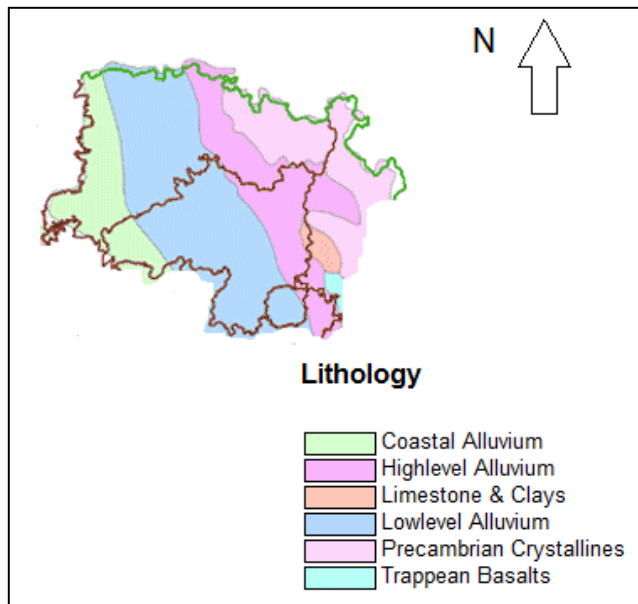 N
Lithology
Coastal Alluvium
Highlevel Alluvium
Limestone & Clays
Lowlevel Alluvium
Precambrian Crystallines
Trappean Basalts